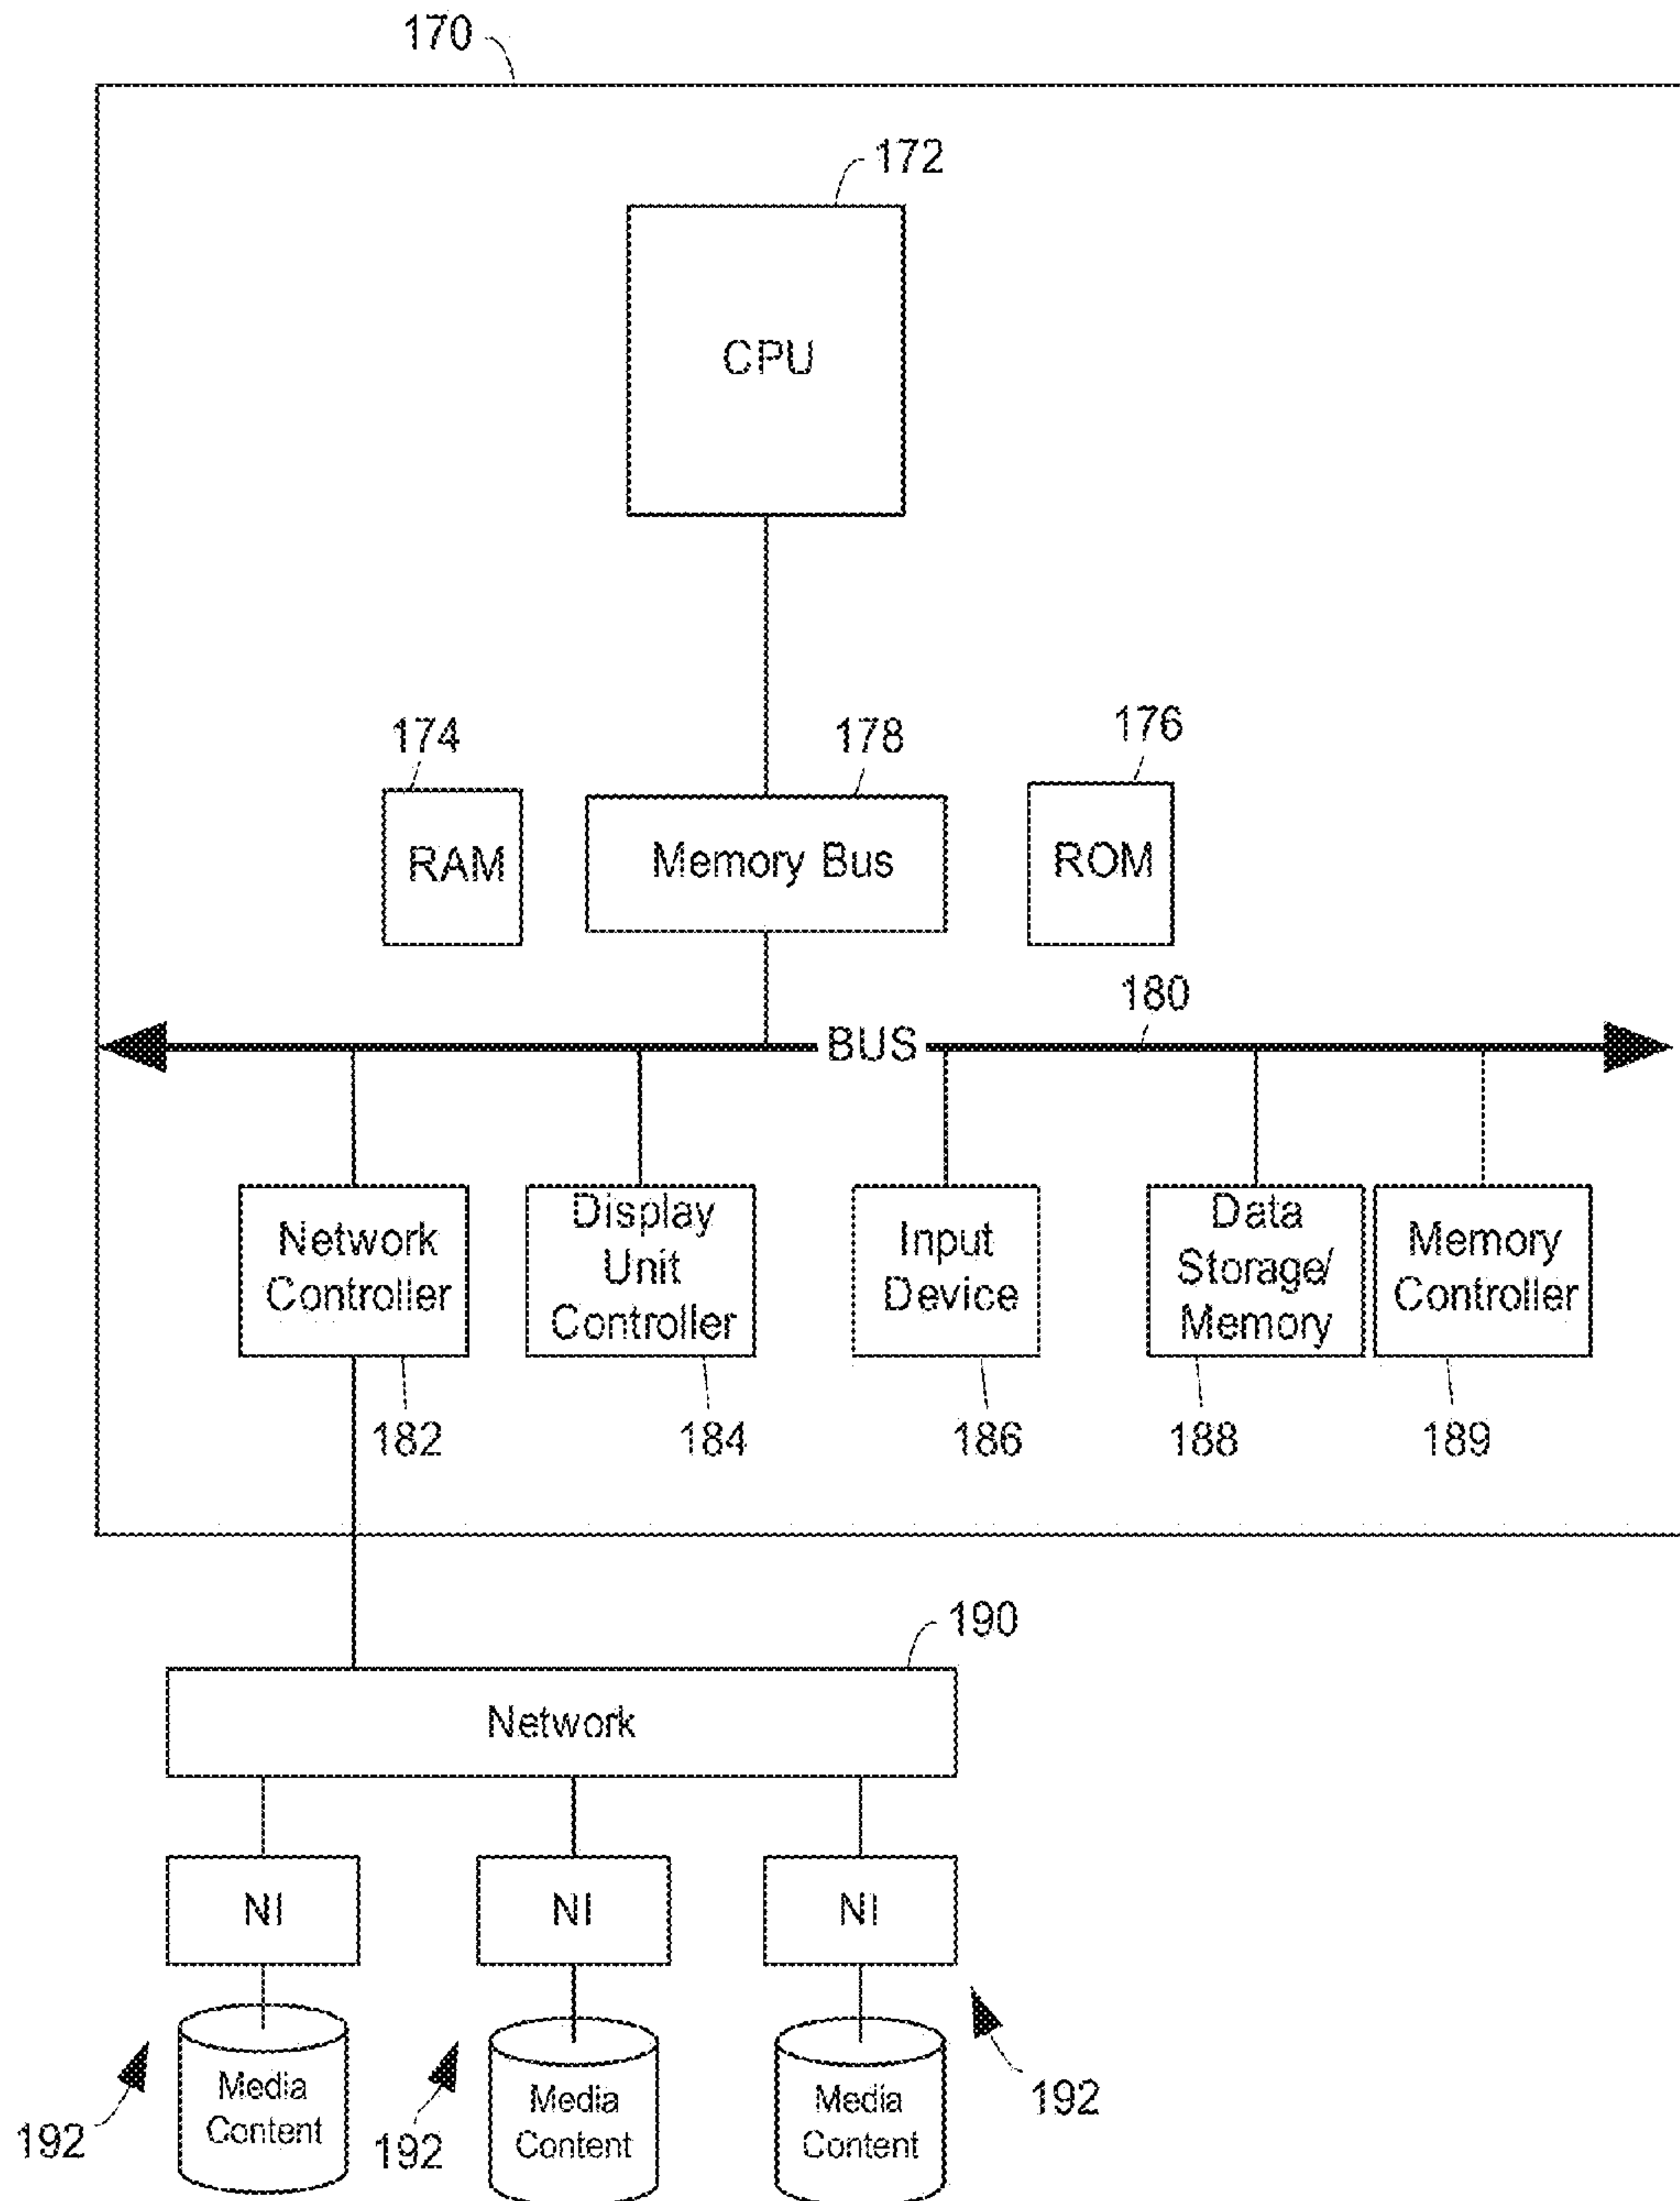 170
172
CPU
174
178
176
RAM
Memory Bus
ROM
180
BUS
Network
Controller
Display
Unit
Controller
Input
Device
Data
Storage/
Memory
Memory
Controller
182
184
186
188
189
190
Network
NI
NI
NI
Media
Content
Media
Content
Media
Content
192
192
192